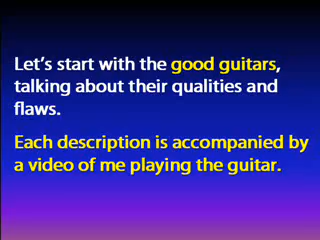 Let's start with the good guitars,
talking about their qualities and
flaws.
Each description is accompanied by
a video of me playing the guitar.